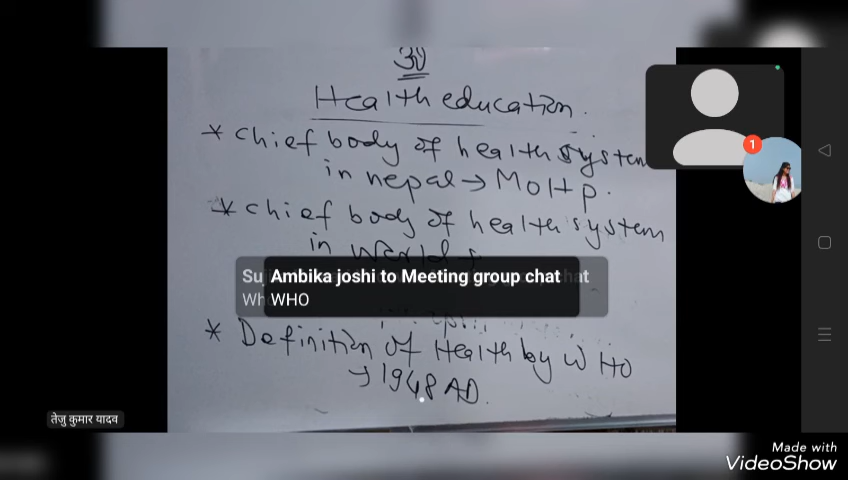 ॐ
Health education.
* chief body of health system
in nepal → MoHp.
* chief body of health system
in world
Ambika joshi to Meeting group chat
WHO
* Definition of Health by WHO
→ 1948 AD.
1
तेजु कुमार यादव
Made with
VideoShow